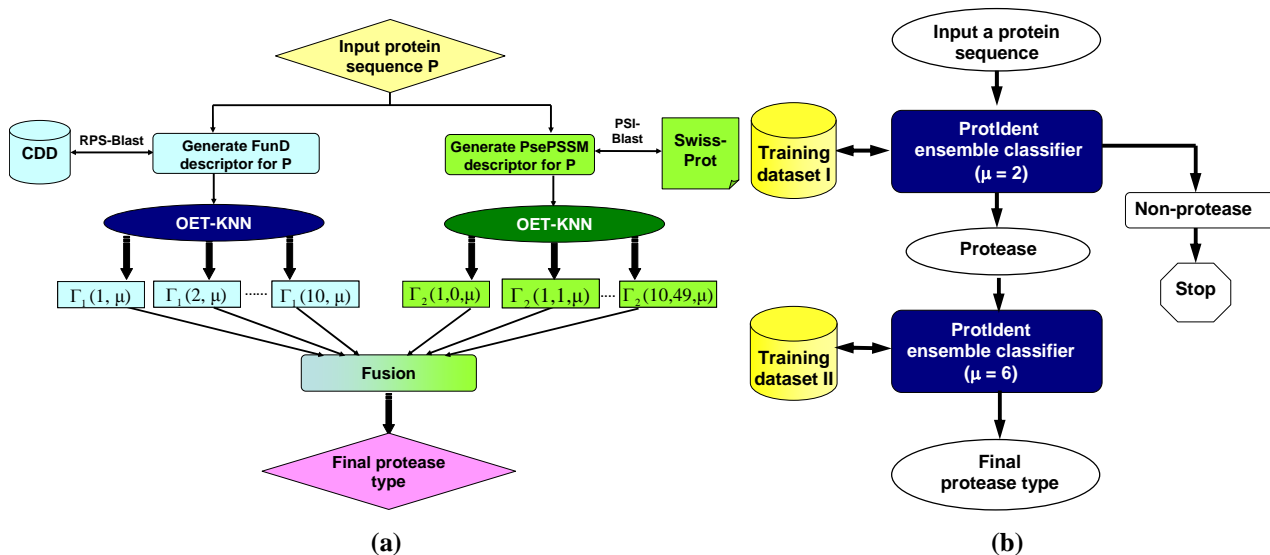 Input protein
sequence P
CDD
RPS-Blast
Generate FunD
descriptor for P
Generate PsePSSM
descriptor for P
PSI-
Blast
Swiss-
Prot
OET-KNN
OET-KNN
Γ1(1, μ)
Γ1(2, μ)
......
Γ1(10, μ)
Γ2(1,0,μ)
Γ2(1,1,μ)
....
Γ2(10,49,μ)
Fusion
Final protease
type
(a)
Input a protein
sequence
Training
dataset I
ProtIdent
ensemble classifier
(μ = 2)
Non-protease
Protease
Stop
Training
dataset II
ProtIdent
ensemble classifier
(μ = 6)
Final
protease type
(b)